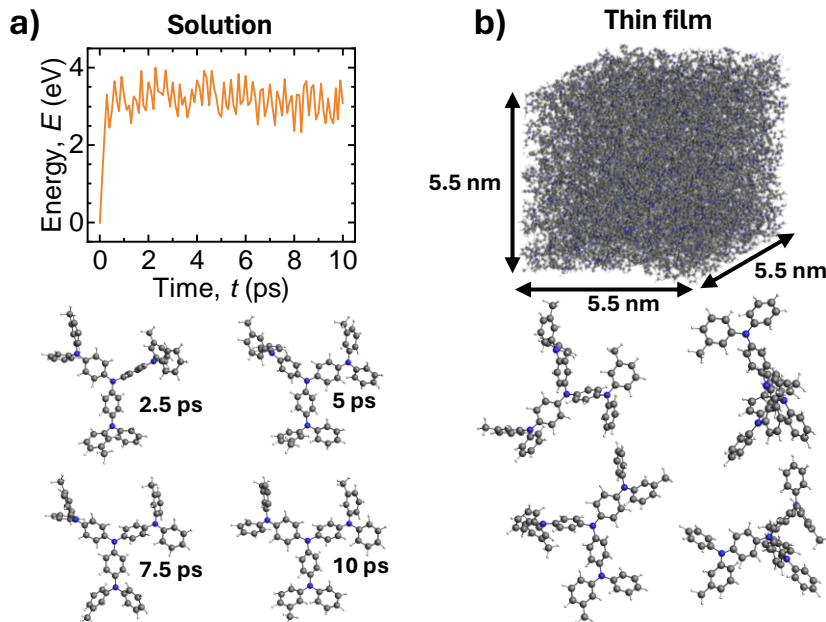 a)
Solution
Energy, E (eV)
4
2
0
0 2 4 6 8 10
Time, t (ps)
2.5 ps
5 ps
7.5 ps
10 ps
b)
Thin film
5.5 nm
5.5 nm
5.5 nm